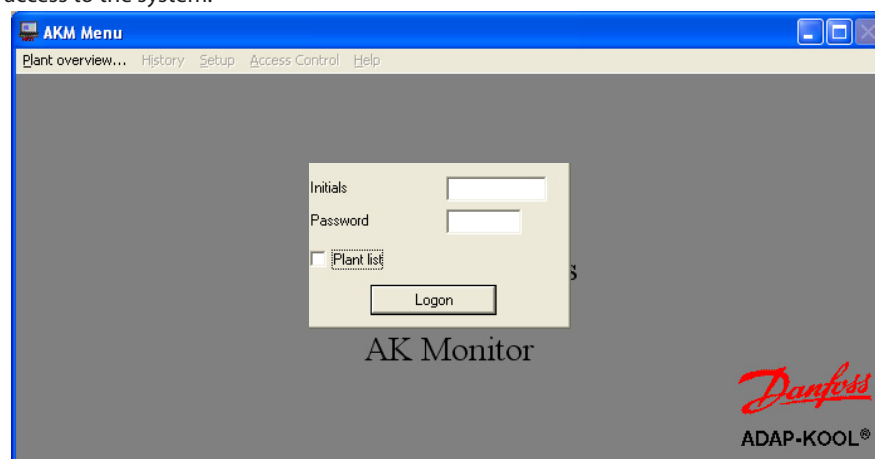 access to the system.
AKM Menu
Plant overview... History Setup Access Control Help
Initials
Password
Plant list
s
Logon
AK Monitor
Danfoss
ADAP-KOOL®